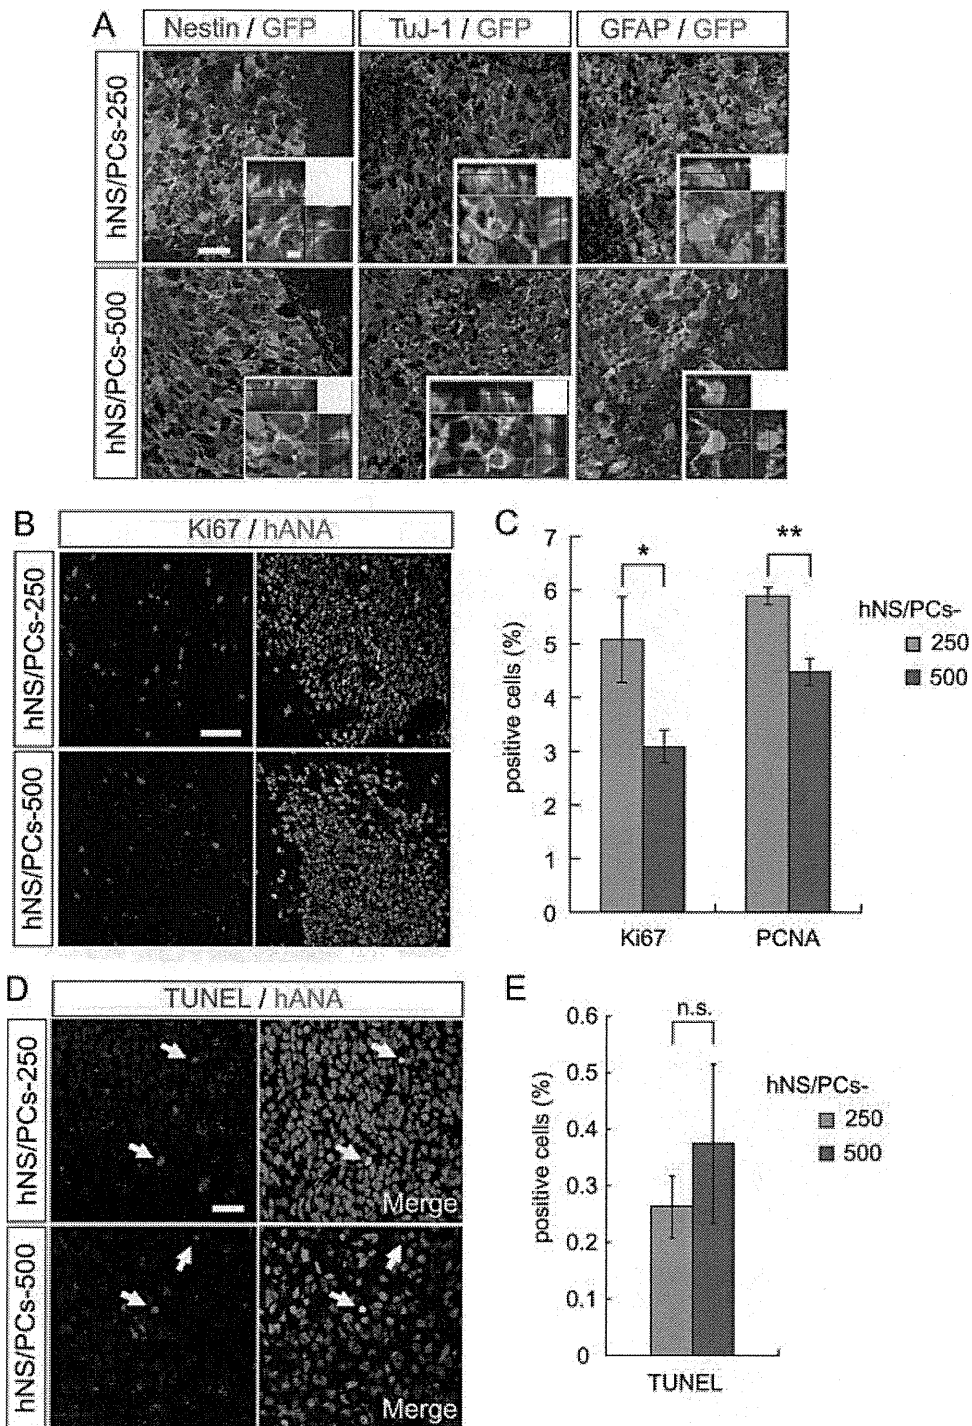 A
Nestin / GFP
TuJ-1 / GFP
GFAP / GFP
hNS/PCs-250
hNS/PCs-500
B
Ki67 / hANA
hNS/PCs-250
hNS/PCs-500
C
7
6
5
4
3
2
1
0
positive cells (%)
*
**
Ki67
PCNA
hNS/PCs-
250
500
D
TUNEL / hANA
hNS/PCs-250
Merge
hNS/PCs-500
Merge
E
0.6
0.5
0.4
0.3
0.2
0.1
0
positive cells (%)
n.s.
TUNEL
hNS/PCs-
250
500